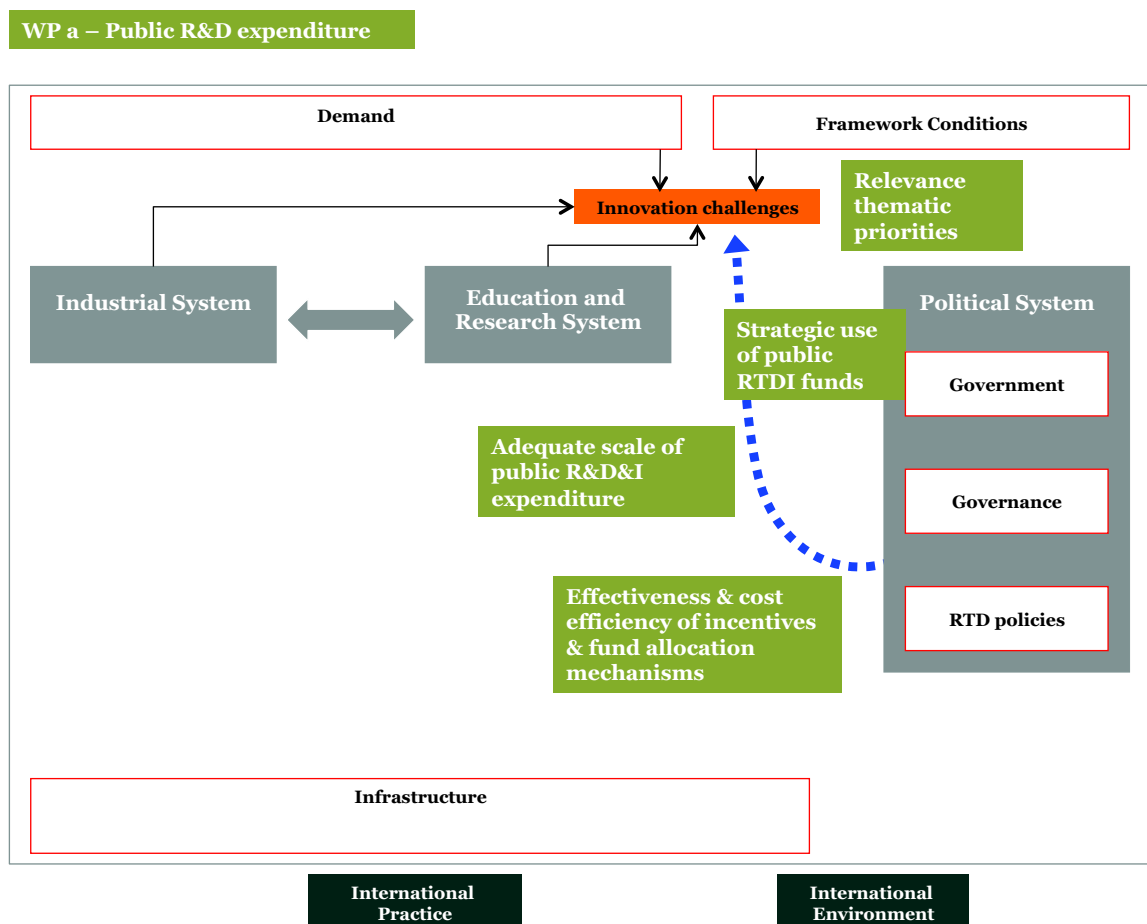 WP a – Public R&D expenditure
Demand
Framework Conditions
Relevance
thematic
priorities
Innovation challenges
Industrial System
Education and
Research System
Political System
Strategic use
of public
RTDI funds
Government
Adequate scale of
public R&D&I
expenditure
Governance
Effectiveness & cost
efficiency of incentives
& fund allocation
mechanisms
RTD policies
Infrastructure
International
Practice
International
Environment